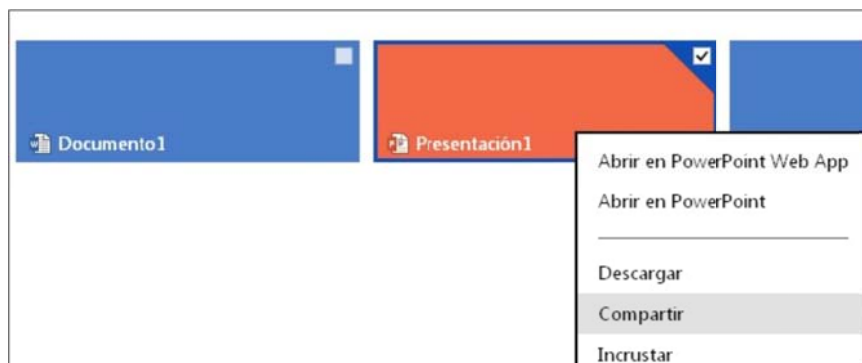 Documento1
Presentación1
Abrir en PowerPoint Web App
Abrir en PowerPoint
Descargar
Compartir
Incrustar